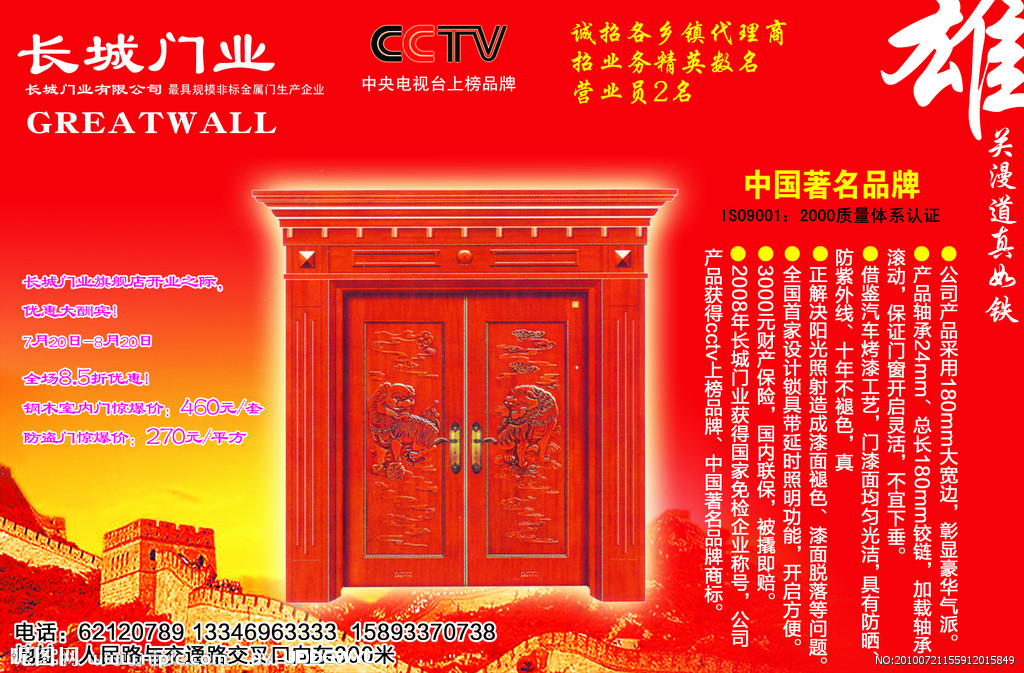 长城门业
长城门业有限公司 最具规模非标金属门生产企业
GREATWALL
CCTV
中央电视台上榜品牌
诚招各乡镇代理商
招业务精英数名
营业员2名
雄
关漫道真如铁
中国著名品牌
ISO9001：2000质量体系认证
公司产品采用180mm大宽边，彰显豪华气派。
产品轴承24mm、总长180mm铰链，加载轴承
滚动，保证门窗开启灵活，不宜下垂。
借鉴汽车烤漆工艺，门漆面均匀光洁，具有防晒、
防紫外线、十年不褪色，真
正解决阳光照射造成漆面褪色、漆面脱落等问题。
全国首家设计锁具带延时照明功能，开启方便。
3000元财产保险，国内联保，被撬即赔。
2008年长城门业获得国家免检企业称号，公司
产品获得cctv上榜品牌、中国著名品牌商标。
长城门业旗舰店开业之际，
优惠大酬宾！
7月20日-8月20日
全场8.5折优惠！
钢木室内门惊爆价：460元/套
防盗门惊爆价：270元/平方
电话：62120789 13346963333 15893370738
人民路与交通路交叉口向东300米
NO:20100721155912015849